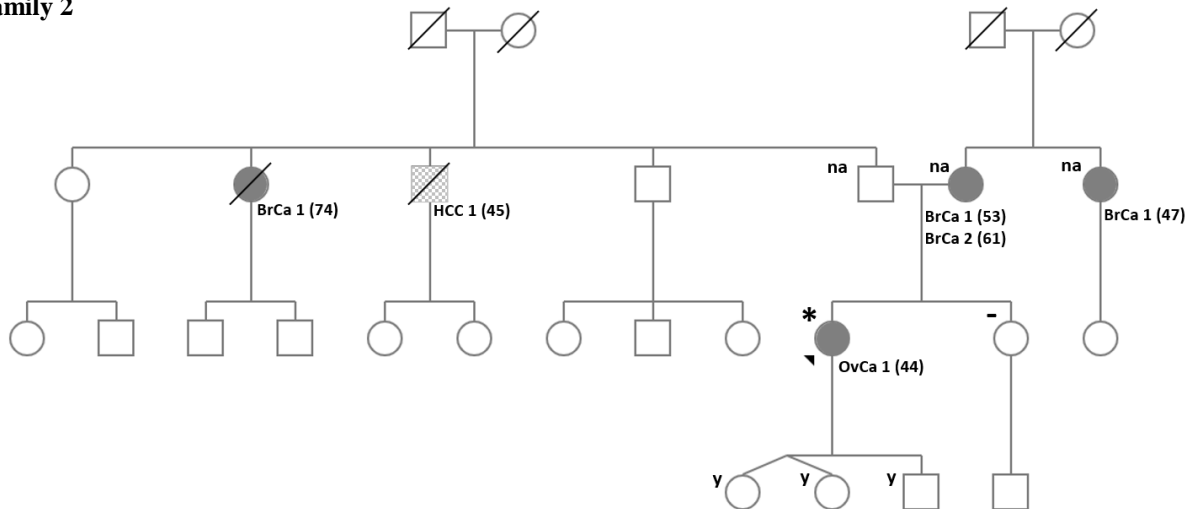 amily 2
na
na
na
BrCa 1 (74)
HCC 1 (45)
BrCa 1 (53)
BrCa 2 (61)
BrCa 1 (47)
*
-
OvCa 1 (44)
y
y
y